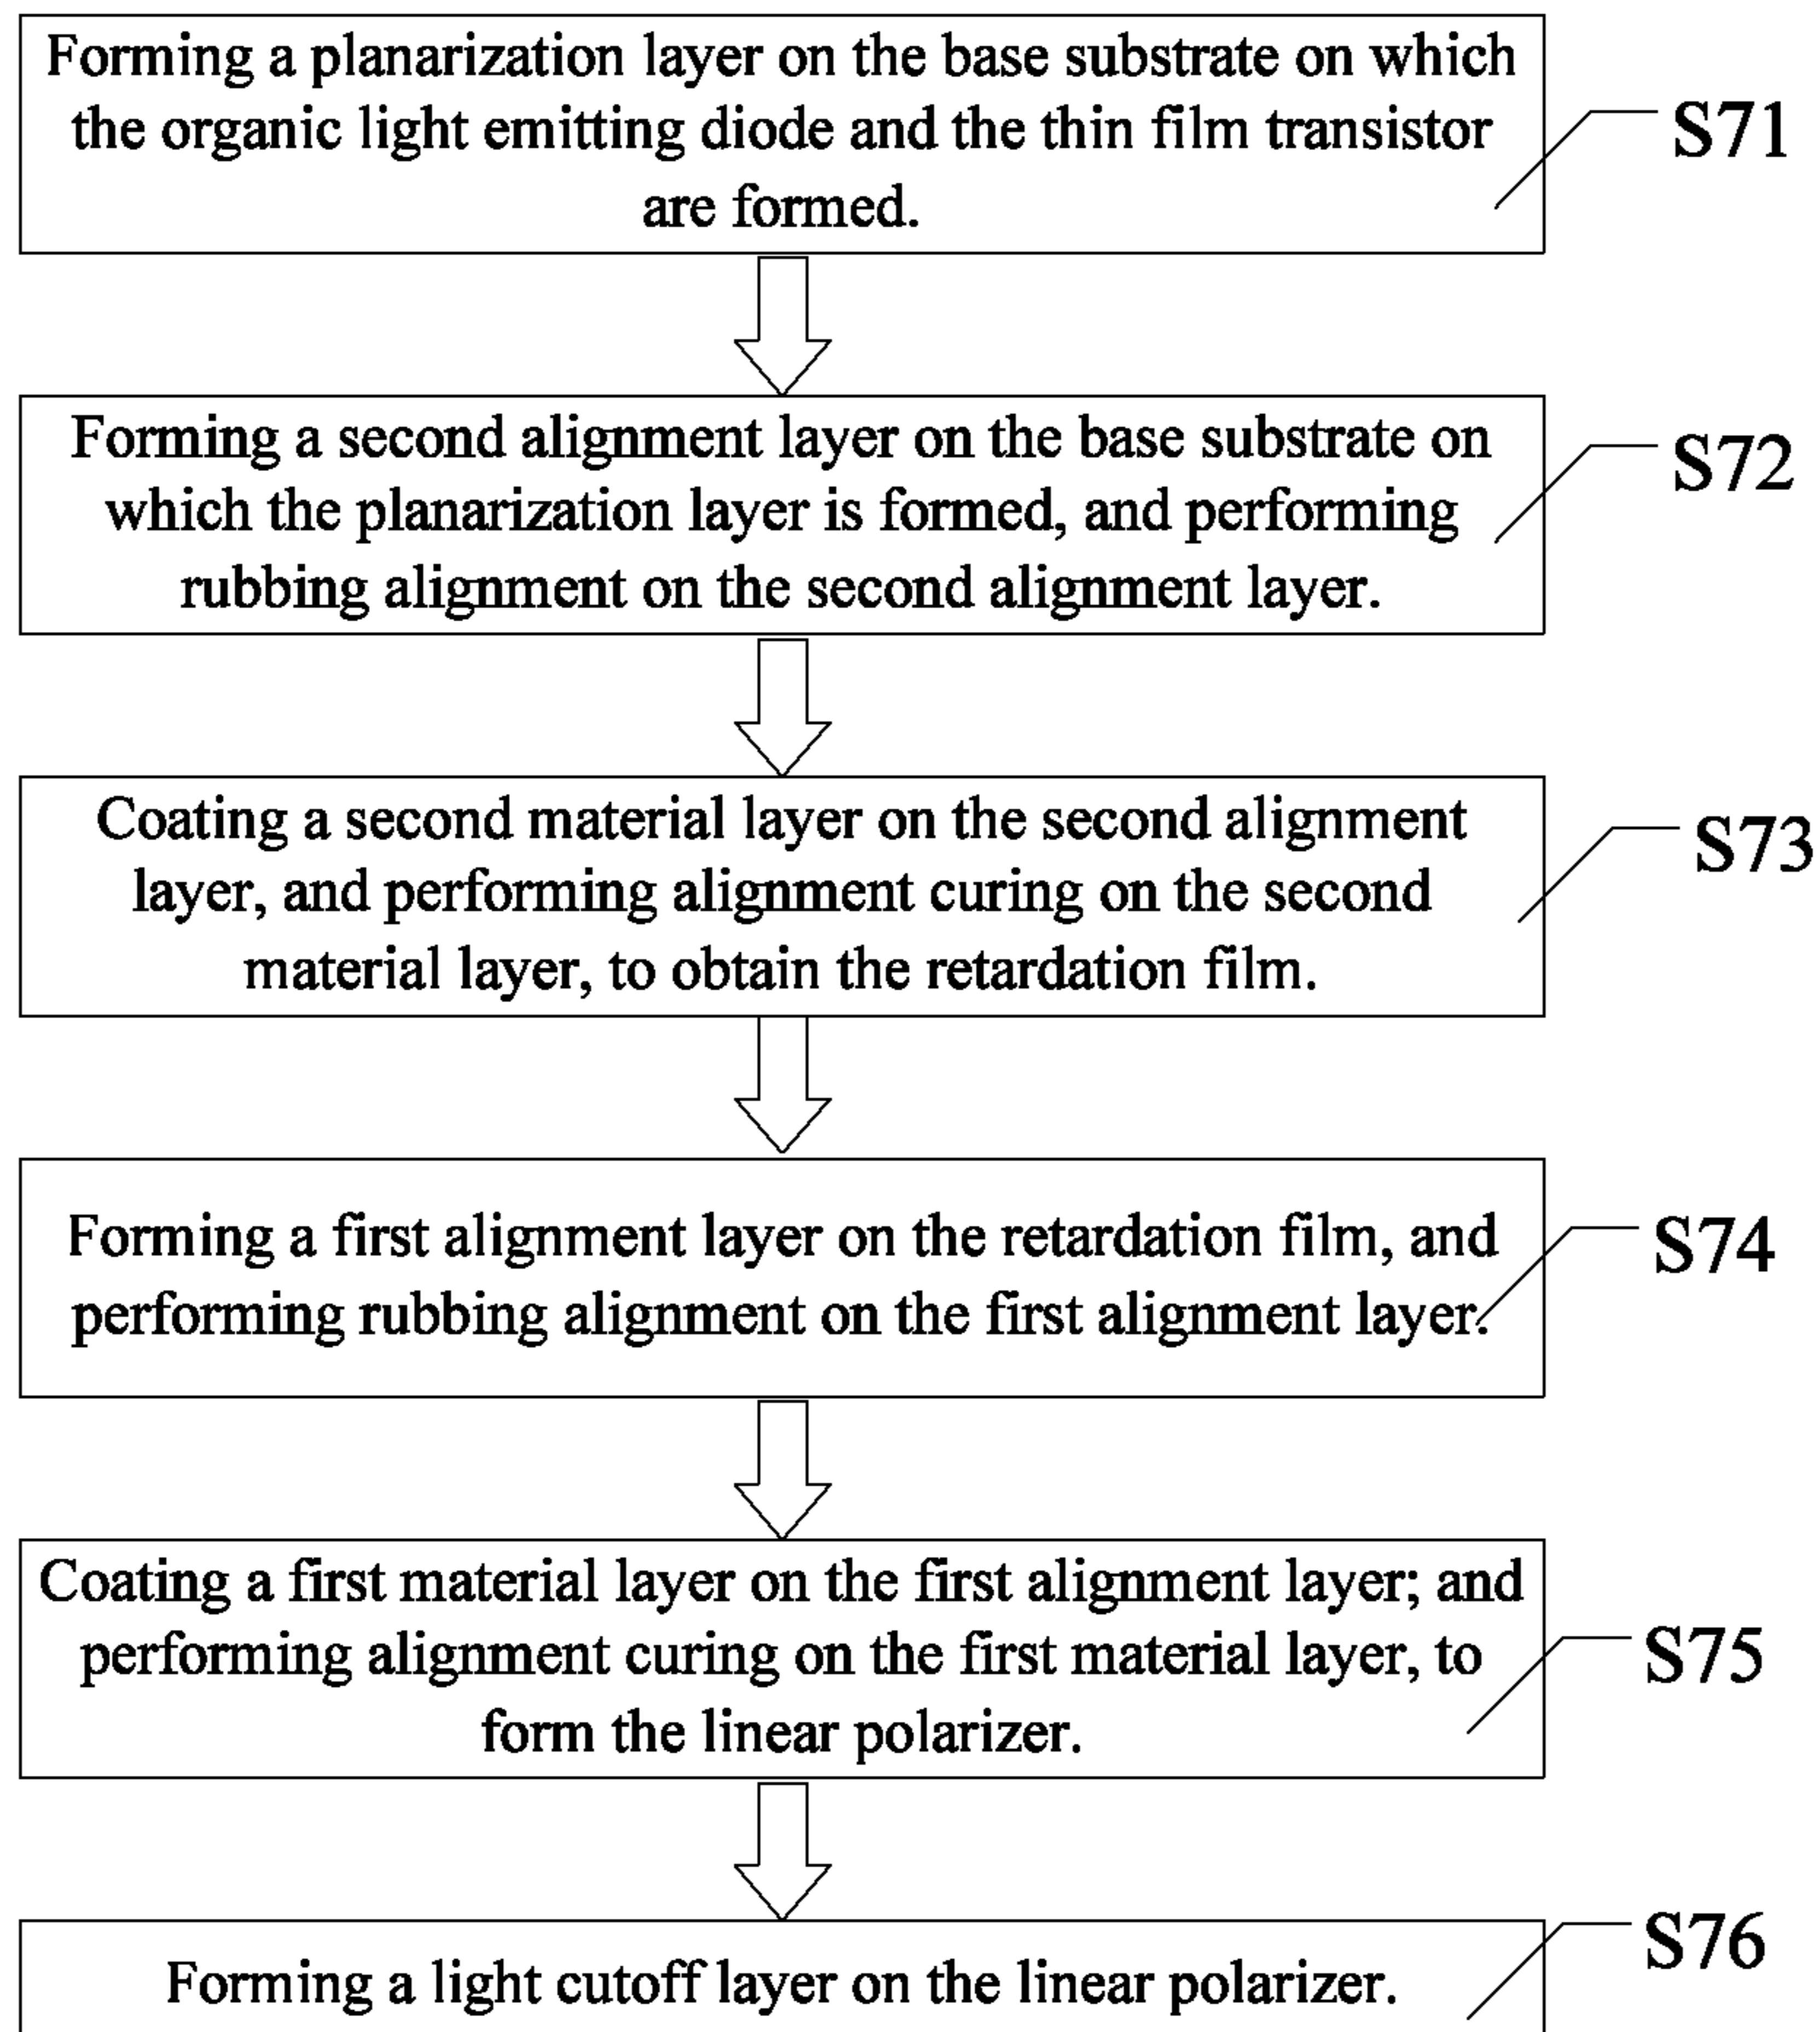 Forming a planarization layer on the base substrate on which
the organic light emitting diode and the thin film transistor
are formed.
S71
Forming a second alignment layer on the base substrate on
which the planarization layer is formed, and performing
rubbing alignment on the second alignment layer.
S72
Coating a second material layer on the second alignment
layer, and performing alignment curing on the second
material layer, to obtain the retardation film.
S73
Forming a first alignment layer on the retardation film, and
performing rubbing alignment on the first alignment layer.
S74
Coating a first material layer on the first alignment layer; and
performing alignment curing on the first material layer, to
form the linear polarizer.
S75
Forming a light cutoff layer on the linear polarizer.
S76